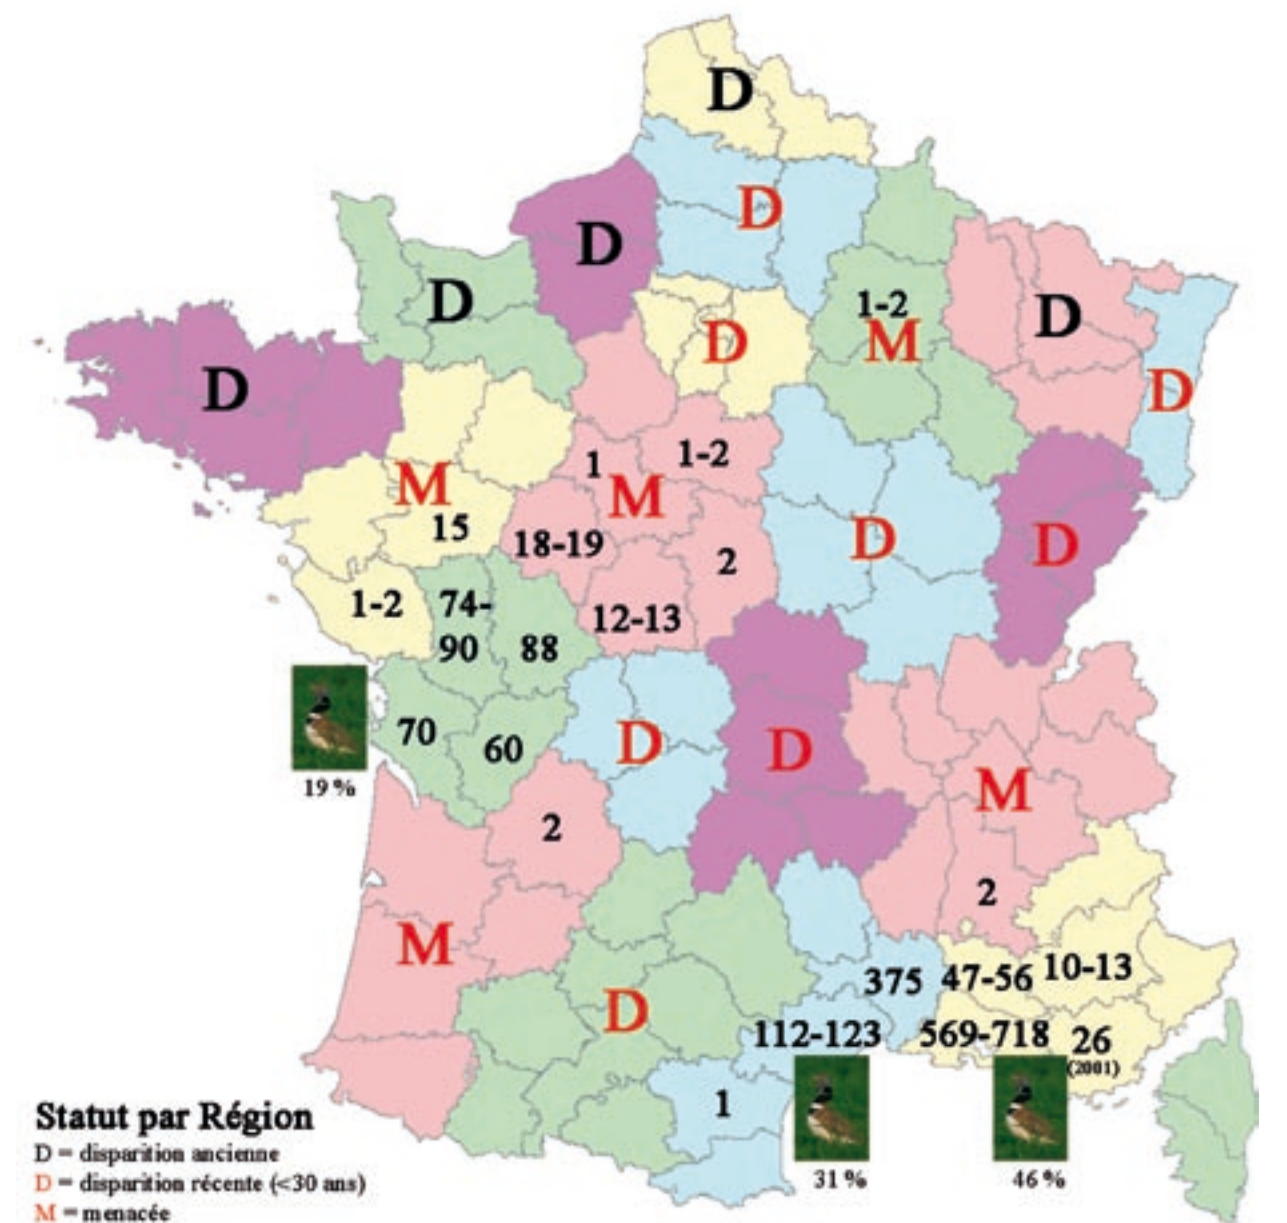 D
D
D
D
1-2
M
D
D
D
D
D
1
1-2
M
M
15
18-19
2
D
D
1-2
74-
90
88
12-13
70
60
D
D
M
19 %
2
2
M
375
47-56
10-13
D
112-123
569-718
26
(2001)
1
31 %
46 %
Statut par Région
D = disparition ancienne
D = disparition récente (<30 ans)
M = menacée